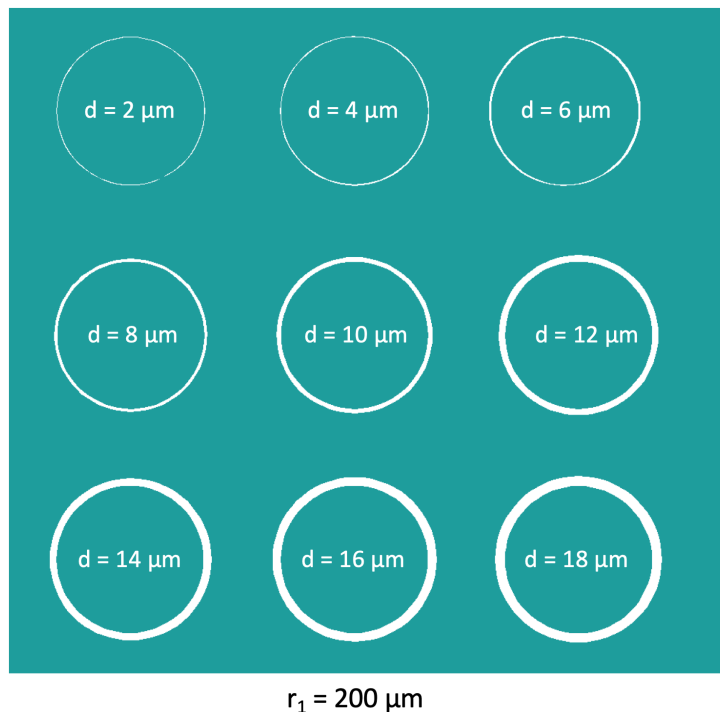 d = 2 μm
d = 4 μm
d = 6 μm
d = 8 μm
d = 10 μm
d = 12 μm
d = 14 μm
d = 16 μm
d = 18 μm
r₁ = 200 μm